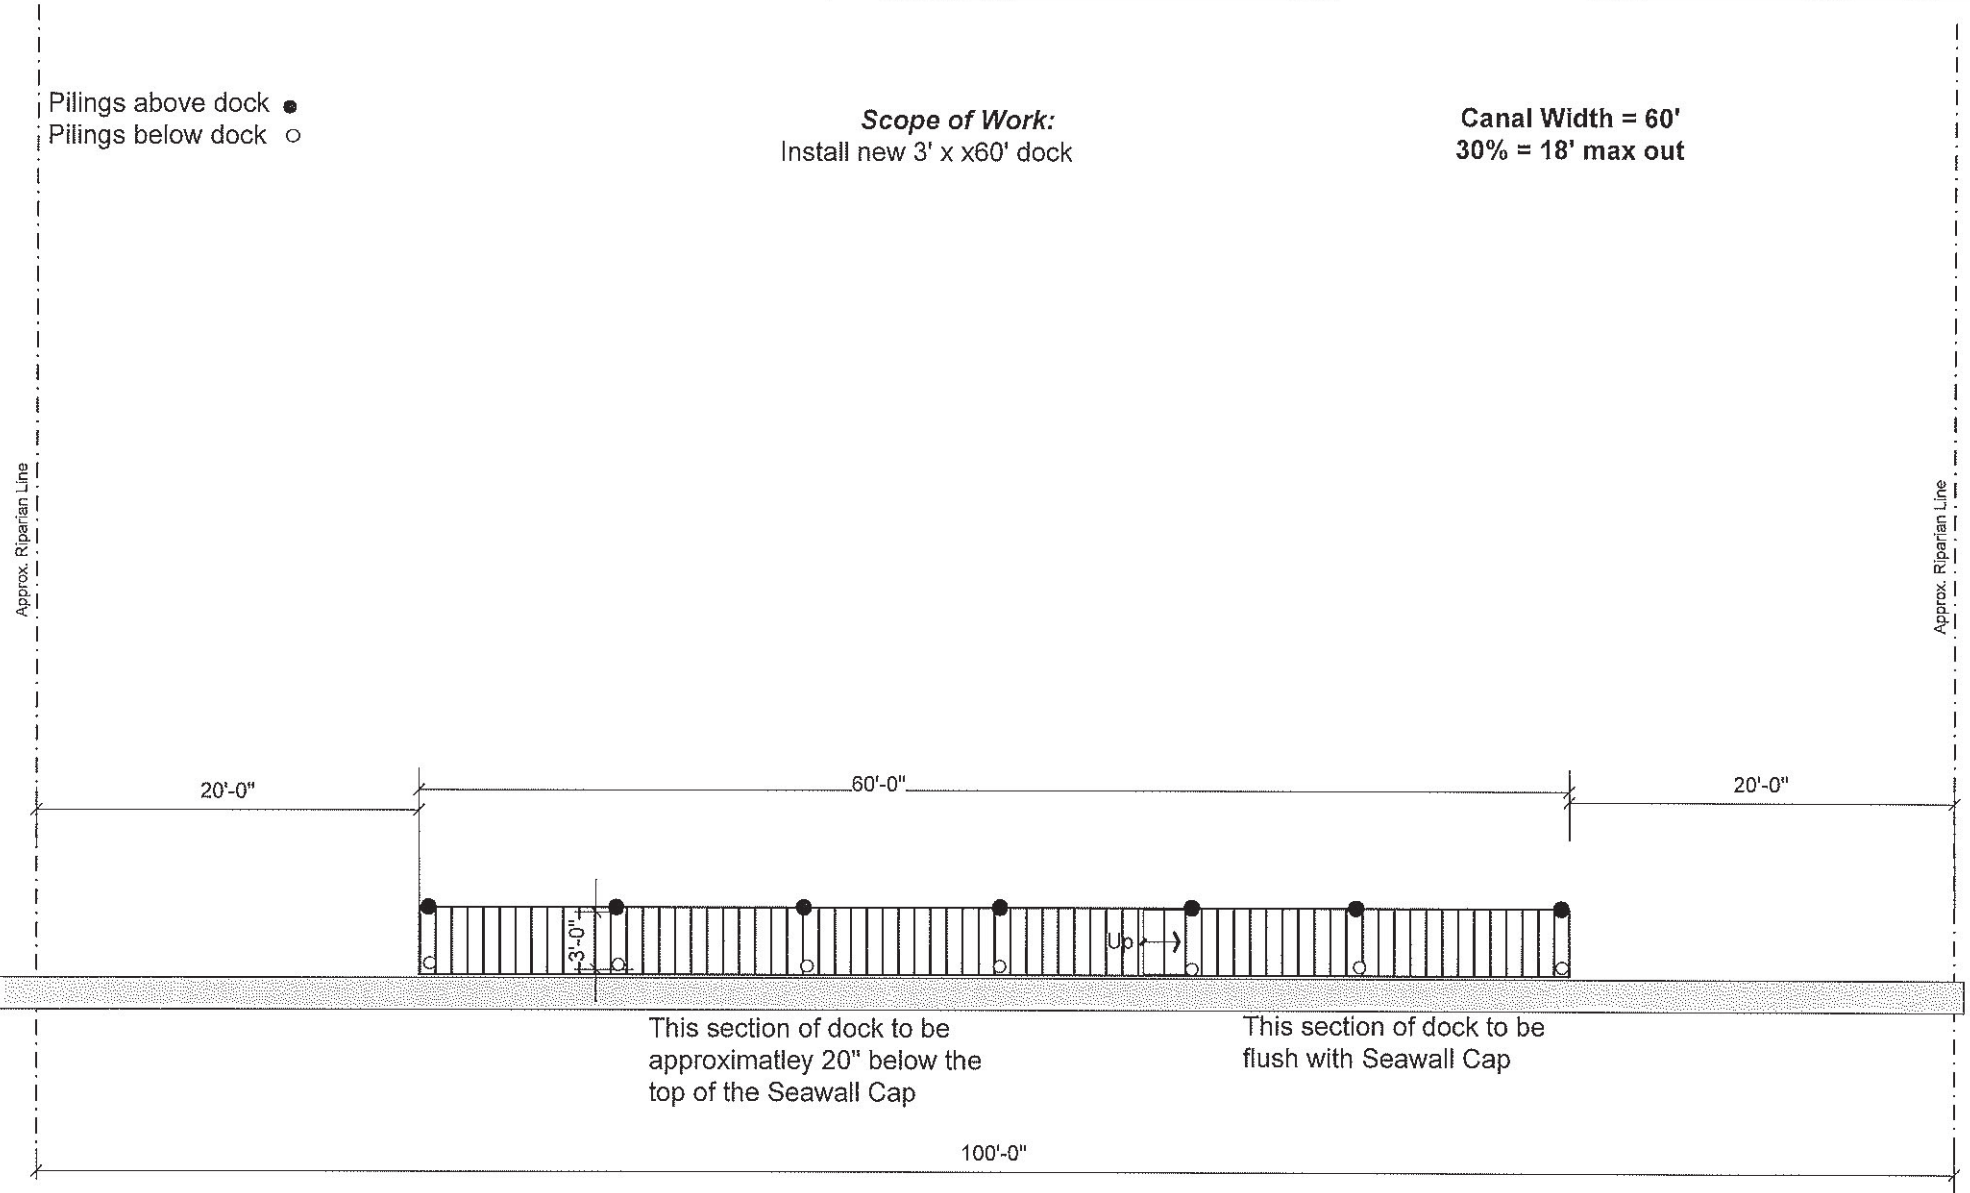 Pilings above dock
Pilings below dock
Scope of Work:
Install new 3' x x60' dock
Canal Width = 60'
30% = 18' max out
Approx. Riparian Line
Approx. Riparian Line
20'-0"
60'-0"
20'-0"
3'-0"
Up
This section of dock to be
approximatley 20" below the
top of the Seawall Cap
This section of dock to be
flush with Seawall Cap
100'-0"